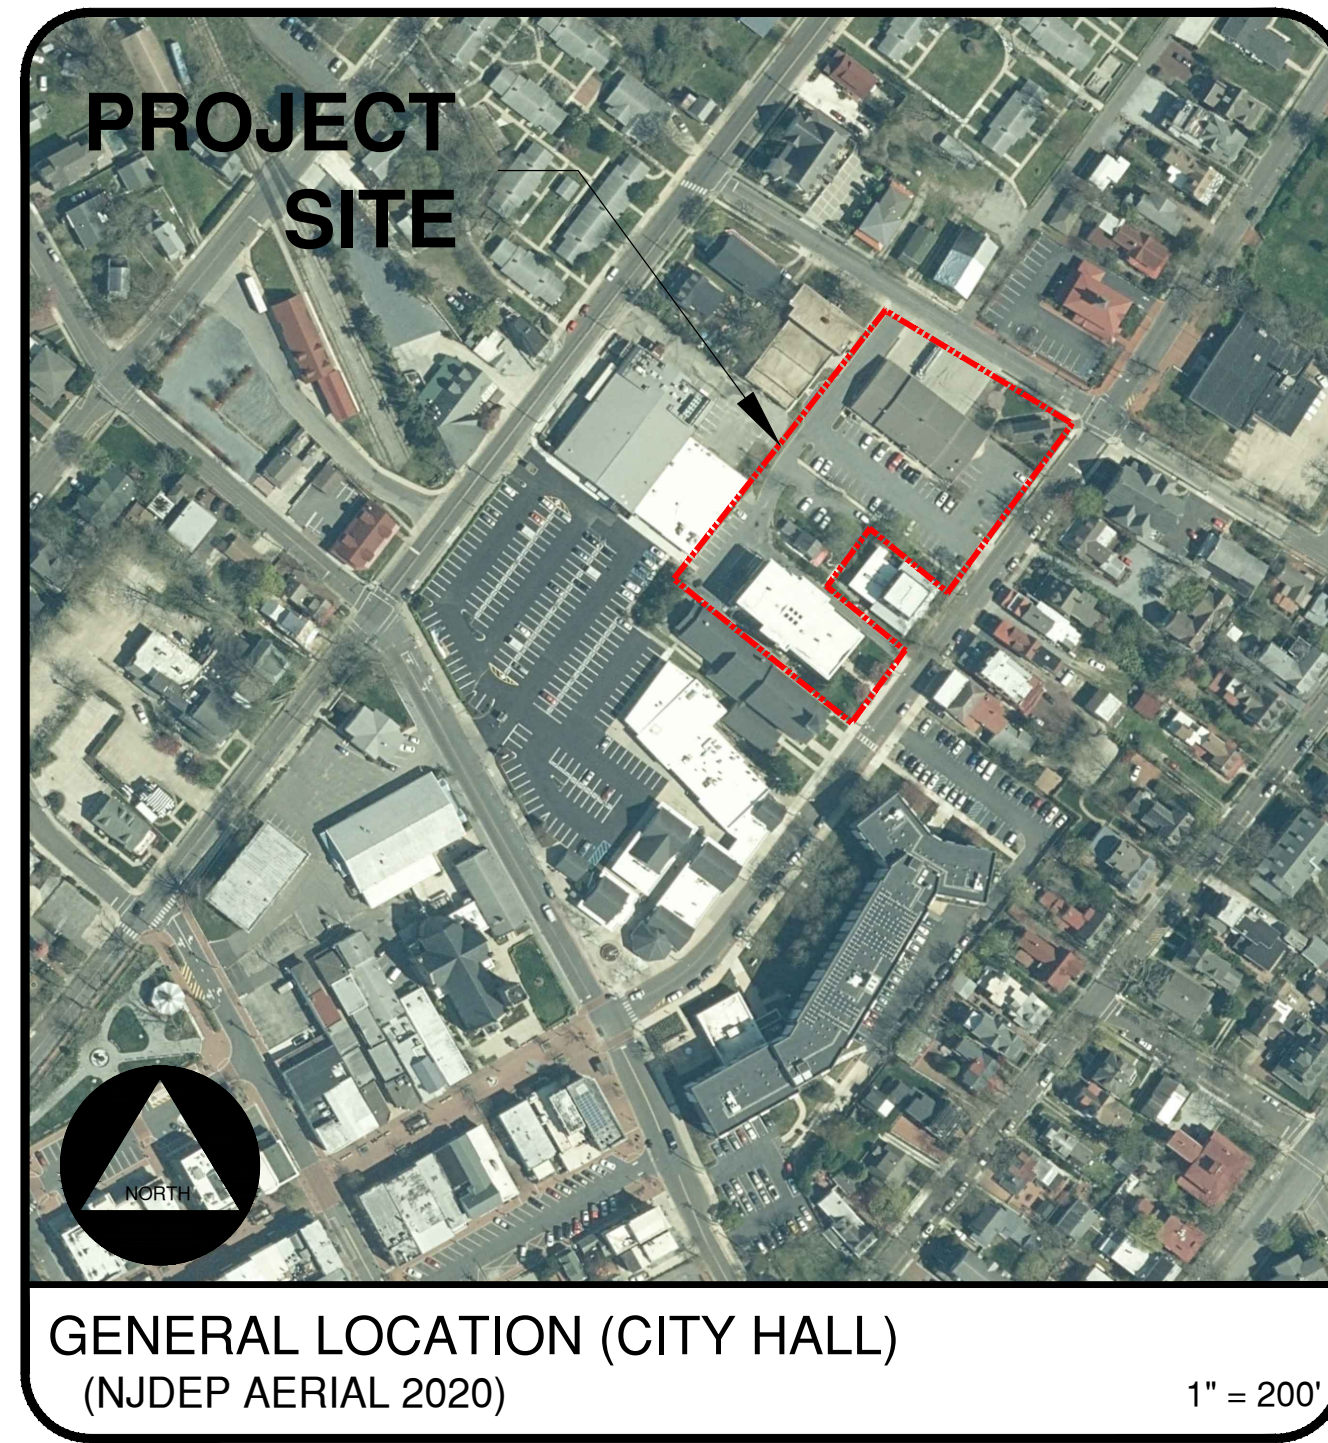 PROJECT
SITE
NORTH
GENERAL LOCATION (CITY HALL)
(NJDEP AERIAL 2020)
1" = 200'